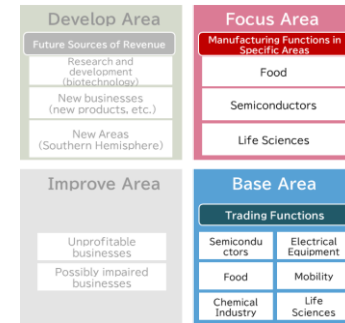 Develop Area
Future Sources of Revenue
Research and
development
(biotechnology)
New businesses
(new products, etc.)
New Areas
(Southern Hemisphere)
Focus Area
Manufacturing Functions in
Specific Areas
Food
Semiconductors
Life Sciences
Improve Area
Unprofitable
businesses
Possibly impaired
businesses
Base Area
Trading Functions
Semicondu
ctors
Electrical
Equipment
Food
Mobility
Chemical
Industry
Life
Sciences